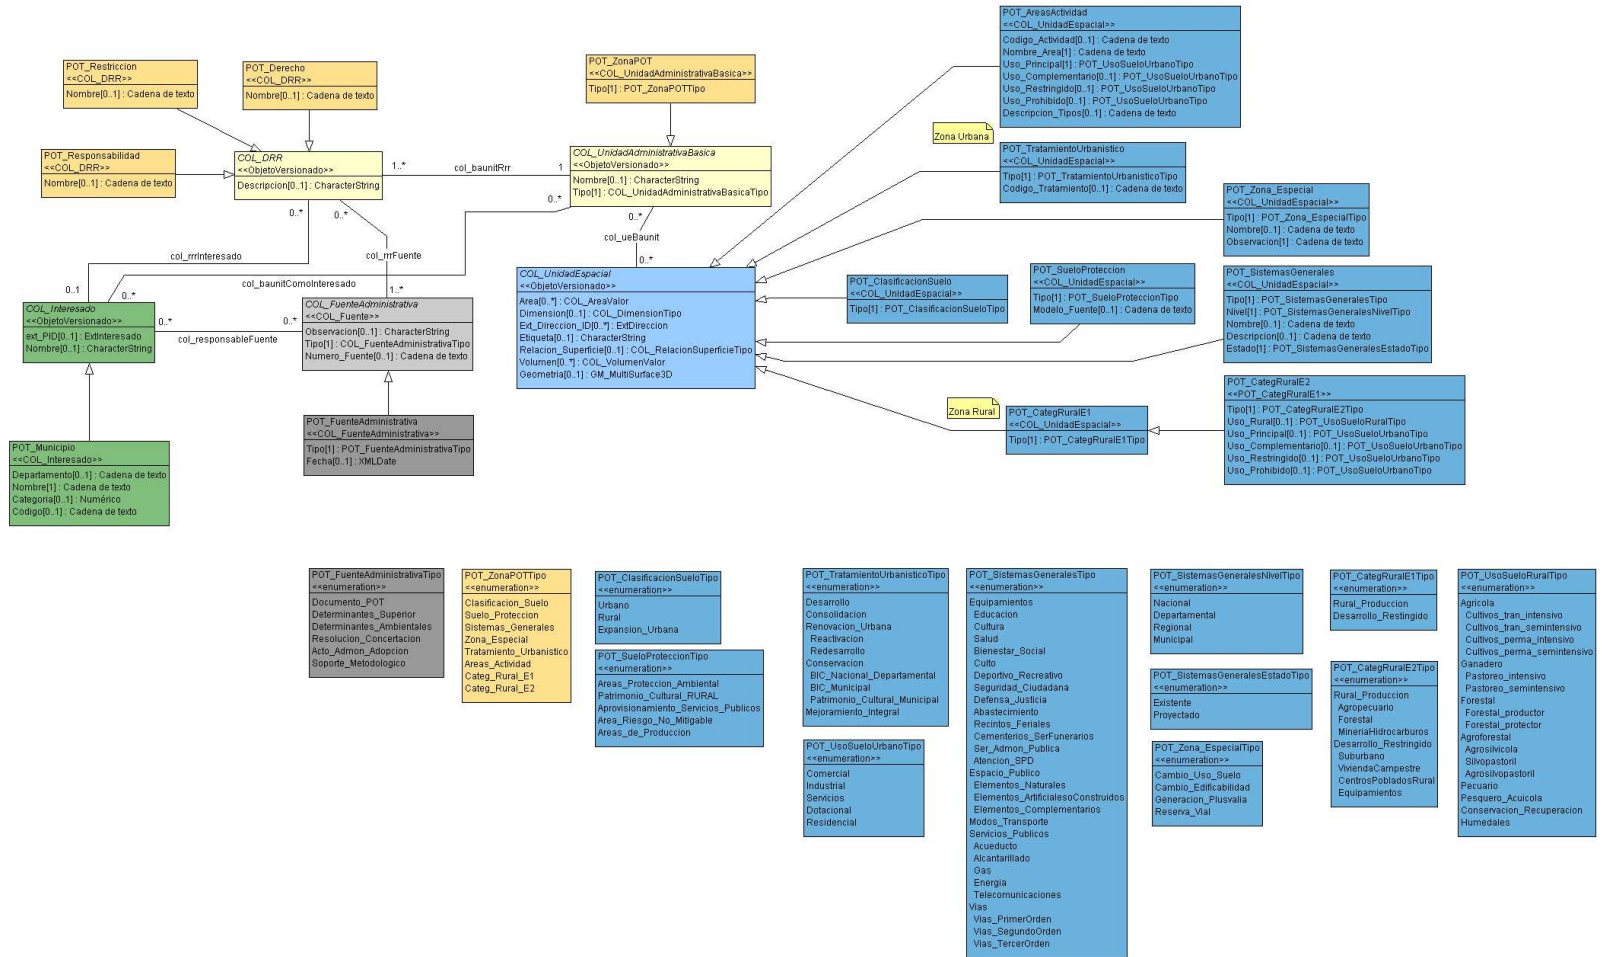 POT_AreasActividad
<<COL_UnidadEspacial>>
Codigo_Actividad[0..1] : Cadena de texto
Nombre_Area[1] : Cadena de texto
Uso_Principal[1] : POT_UsoSueloUrbanoTipo
Uso_Complementario[0..1] : POT_UsoSueloUrbanoTipo
Uso_Restringido[0..1] : POT_UsoSueloUrbanoTipo
Uso_Prohibido[0..1] : POT_UsoSueloUrbanoTipo
Descripcion_Tipos[0..1] : Cadena de texto
POT_Restriccion
<<COL_DRR>>
Nombre[0..1] : Cadena de texto
POT_Derecho
<<COL_DRR>>
Nombre[0..1] : Cadena de texto
POT_ZonaPOT
<<COL_UnidadAdministrativaBasica>>
Tipo[1] : POT_ZonaPOTTipo
Zona Urbana
POT_Responsabilidad
<<COL_DRR>>
Nombre[0..1] : Cadena de texto
COL_DRR
<<ObjetoVersionado>>
Descripcion[0..1] : CharacterString
1..*
col_baunitRrr
1
COL_UnidadAdministrativaBasica
<<ObjetoVersionado>>
Nombre[0..1] : CharacterString
Tipo[1] : COL_UnidadAdministrativaBasicaTipo
POT_TratamientoUrbanistico
<<COL_UnidadEspacial>>
Tipo[1] : POT_TratamientoUrbanisticoTipo
Codigo_Tratamiento[0..1] : Cadena de texto
0..*
0..*
0..*
0..*
col_ueBaunit
0..*
POT_Zona_Especial
<<COL_UnidadEspacial>>
Tipo[1] : POT_Zona_EspecialTipo
Nombre[0..1] : Cadena de texto
Observacion[1] : Cadena de texto
col_rrrInteresado
col_rrrFuente
col_baunitComoInteresado
0..1
0..*
1..*
COL_UnidadEspacial
<<ObjetoVersionado>>
Area[0..*] : COL_AreaValor
Dimension[0..1] : COL_DimensionTipo
Ext_Direccion_ID[0..*] : ExtDireccion
Etiqueta[0..1] : CharacterString
Relacion_Superficie[0..1] : COL_RelacionSuperficieTipo
Volumen[0..*] : COL_VolumenValor
Geometria[0..1] : GM_MultiSurface3D
POT_ClasificacionSuelo
<<COL_UnidadEspacial>>
Tipo[1] : POT_ClasificacionSueloTipo
POT_SueloProteccion
<<COL_UnidadEspacial>>
Tipo[1] : POT_SueloProteccionTipo
Modelo_Fuente[0..1] : Cadena de texto
POT_SistemasGenerales
<<COL_UnidadEspacial>>
Tipo[1] : POT_SistemasGeneralesTipo
Nivel[1] : POT_SistemasGeneralesNivelTipo
Nombre[0..1] : Cadena de texto
Descripcion[0..1] : Cadena de texto
Estado[1] : POT_SistemasGeneralesEstadoTipo
COL_Interesado
<<ObjetoVersionado>>
ext_PID[0..1] : ExtInteresado
Nombre[0..1] : CharacterString
0..*
col_responsableFuente
0..*
COL_FuenteAdministrativa
<<COL_Fuente>>
Observacion[0..1] : CharacterString
Tipo[1] : COL_FuenteAdministrativaTipo
Numero_Fuente[0..1] : Cadena de texto
Zona Rural
POT_CategRuralE1
<<COL_UnidadEspacial>>
Tipo[1] : POT_CategRuralE1Tipo
POT_CategRuralE2
<<POT_CategRuralE1>>
Tipo[1] : POT_CategRuralE2Tipo
Uso_Rural[0..1] : POT_UsoSueloRuralTipo
Uso_Principal[0..1] : POT_UsoSueloUrbanoTipo
Uso_Complementario[0..1] : POT_UsoSueloUrbanoTipo
Uso_Restringido[0..1] : POT_UsoSueloUrbanoTipo
Uso_Prohibido[0..1] : POT_UsoSueloUrbanoTipo
POT_FuenteAdministrativa
<<COL_FuenteAdministrativa>>
Tipo[1] : POT_FuenteAdministrativaTipo
Fecha[0..1] : XMLDate
POT_Municipio
<<COL_Interesado>>
Departamento[0..1] : Cadena de texto
Nombre[1] : Cadena de texto
Categoria[0..1] : Numérico
Codigo[0..1] : Cadena de texto
POT_FuenteAdministrativaTipo
<<enumeration>>
Documento_POT
Determinantes_Superior
Determinantes_Ambientales
Resolucion_Concertacion
Acto_Admon_Adopcion
Soporte_Metodologico
POT_ZonaPOTTipo
<<enumeration>>
Clasificacion_Suelo
Suelo_Proteccion
Sistemas_Generales
Zona_Especial
Tratamiento_Urbanistico
Areas_Actividad
Categ_Rural_E1
Categ_Rural_E2
POT_ClasificacionSueloTipo
<<enumeration>>
Urbano
Rural
Expansion_Urbana
POT_SueloProteccionTipo
<<enumeration>>
Areas_Proteccion_Ambiental
Patrimonio_Cultural_RURAL
Aprovisionamiento_Servicios_Publicos
Area_Riesgo_No_Mitigable
Areas_de_Produccion
POT_TratamientoUrbanisticoTipo
<<enumeration>>
Desarrollo
Consolidacion
Renovacion_Urbana
Reactivacion
Redesarrollo
Conservacion
BIC_Nacional_Departamental
BIC_Municipal
Patrimonio_Cultural_Municipal
Mejoramiento_Integral
POT_UsoSueloUrbanoTipo
<<enumeration>>
Comercial
Industrial
Servicios
Dotacional
Residencial
POT_SistemasGeneralesTipo
<<enumeration>>
Equipamientos
Educacion
Cultura
Salud
Bienestar_Social
Culto
Deportivo_Recreativo
Seguridad_Ciudadana
Defensa_Justicia
Abastecimiento
Recintos_Feriales
Cementerios_SerFunerarios
Ser_Admon_Publica
Atencion_SPD
Espacio_Publico
Elementos_Naturales
Elementos_ArtificialesoConstruidos
Elementos_Complementarios
Modos_Transporte
Servicios_Publicos
Acueducto
Alcantarillado
Gas
Energia
Telecomunicaciones
Vias
Vias_PrimerOrden
Vias_SegundoOrden
Vias_TercerOrden
POT_SistemasGeneralesNivelTipo
<<enumeration>>
Nacional
Departamental
Regional
Municipal
POT_SistemasGeneralesEstadoTipo
<<enumeration>>
Existente
Proyectado
POT_Zona_EspecialTipo
<<enumeration>>
Cambio_Uso_Suelo
Cambio_Edificabilidad
Generacion_Plusvalia
Reserva_Vial
POT_CategRuralE1Tipo
<<enumeration>>
Rural_Produccion
Desarrollo_Restingido
POT_CategRuralE2Tipo
<<enumeration>>
Rural_Produccion
Agropecuario
Forestal
MineriaHidrocarburos
Desarrollo_Restringido
Suburbano
ViviendaCampestre
CentrosPobladosRural
Equipamientos
POT_UsoSueloRuralTipo
<<enumeration>>
Agricola
Cultivos_tran_intensivo
Cultivos_tran_semintensivo
Cultivos_perma_intensivo
Cultivos_perma_semintensivo
Ganadero
Pastoreo_intensivo
Pastoreo_semintensivo
Forestal
Forestal_productor
Forestal_protector
Agroforestal
Agrosilvicola
Silvopastoril
Agrosilvopastoril
Pecuario
Pesquero_Acuicola
Conservacion_Recuperacion
Humedales